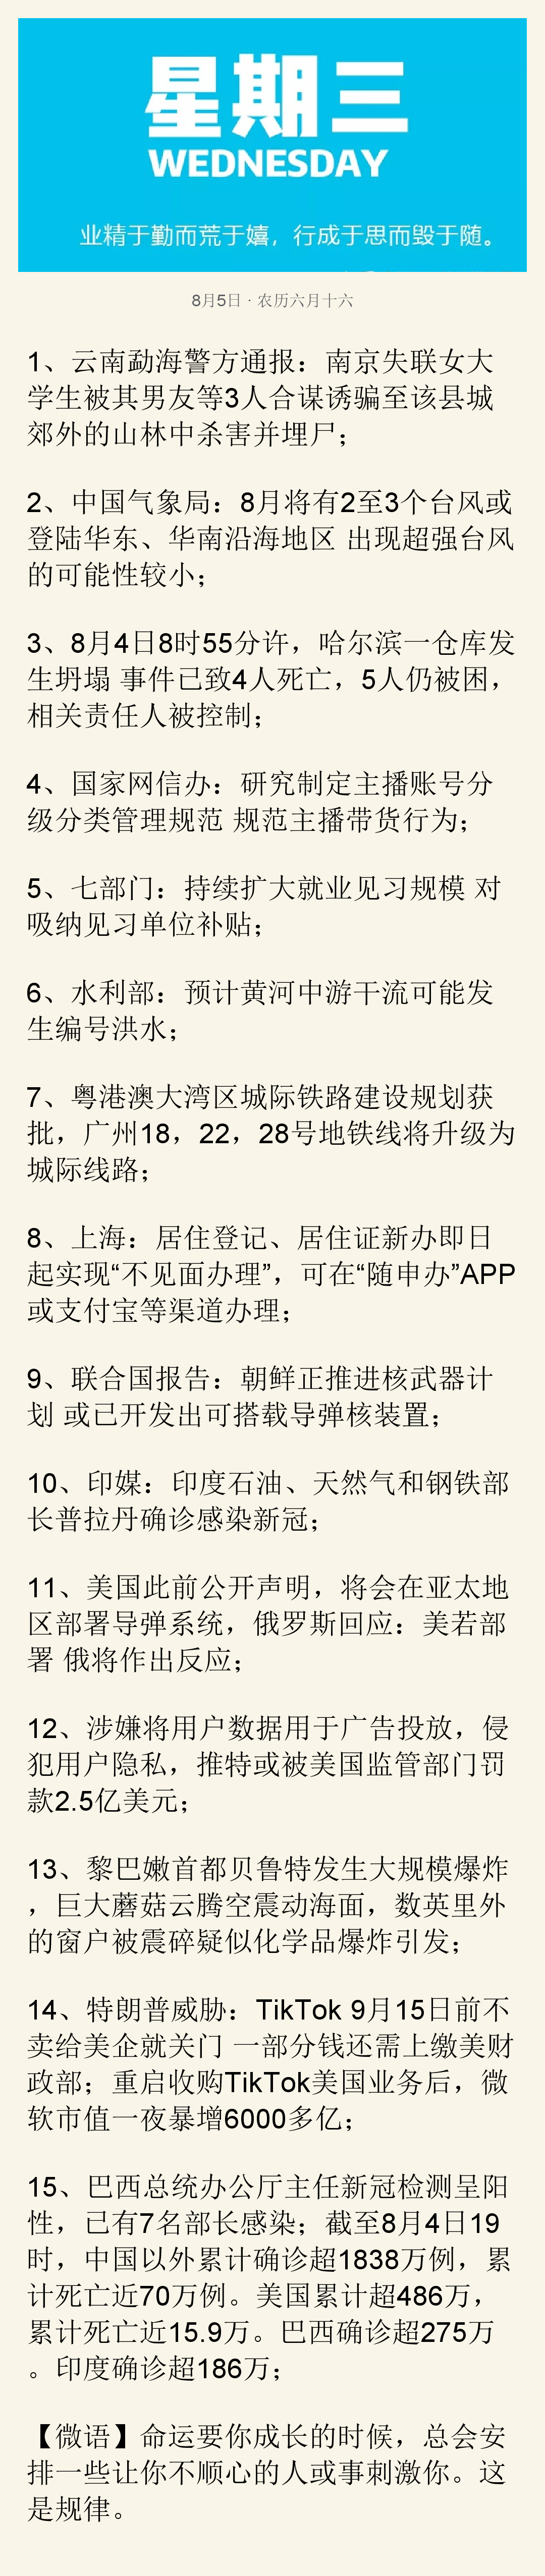 星期三
WEDNESDAY
业精于勤而荒于嬉，行成于思而毁于随。
8月5日 · 农历六月十六
1、云南勐海警方通报：南京失联女大
学生被其男友等3人合谋诱骗至该县城
郊外的山林中杀害并埋尸；
2、中国气象局：8月将有2至3个台风或
登陆华东、华南沿海地区 出现超强台风
的可能性较小；
3、8月4日8时55分许，哈尔滨一仓库发
生坍塌 事件已致4人死亡，5人仍被困，
相关责任人被控制；
4、国家网信办：研究制定主播账号分
级分类管理规范 规范主播带货行为；
5、七部门：持续扩大就业见习规模 对
吸纳见习单位补贴；
6、水利部：预计黄河中游干流可能发
生编号洪水；
7、粤港澳大湾区城际铁路建设规划获
批，广州18，22，28号地铁线将升级为
城际线路；
8、上海：居住登记、居住证新办即日
起实现“不见面办理”，可在“随申办”APP
或支付宝等渠道办理；
9、联合国报告：朝鲜正推进核武器计
划 或已开发出可搭载导弹核装置；
10、印媒：印度石油、天然气和钢铁部
长普拉丹确诊感染新冠；
11、美国此前公开声明，将会在亚太地
区部署导弹系统，俄罗斯回应：美若部
署 俄将作出反应；
12、涉嫌将用户数据用于广告投放，侵
犯用户隐私，推特或被美国监管部门罚
款2.5亿美元；
13、黎巴嫩首都贝鲁特发生大规模爆炸
，巨大蘑菇云腾空震动海面，数英里外
的窗户被震碎疑似化学品爆炸引发；
14、特朗普威胁：TikTok 9月15日前不
卖给美企就关门 一部分钱还需上缴美财
政部；重启收购TikTok美国业务后，微
软市值一夜暴增6000多亿；
15、巴西总统办公厅主任新冠检测呈阳
性，已有7名部长感染；截至8月4日19
时，中国以外累计确诊超1838万例，累
计死亡近70万例。美国累计超486万，
累计死亡近15.9万。巴西确诊超275万
。印度确诊超186万；
【微语】命运要你成长的时候，总会安
排一些让你不顺心的人或事刺激你。这
是规律。